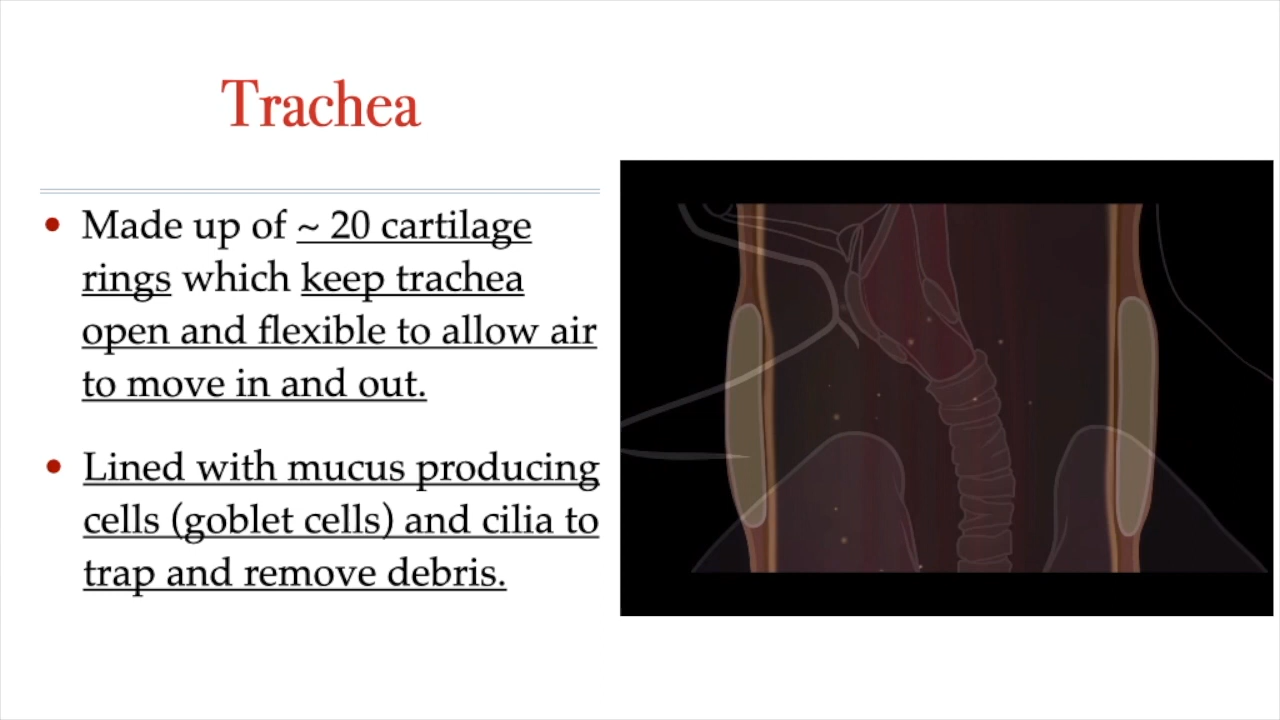 Trachea
• Made up of ~ 20 cartilage
rings which keep trachea
open and flexible to allow air
to move in and out.
• Lined with mucus producing
cells (goblet cells) and cilia to
trap and remove debris.